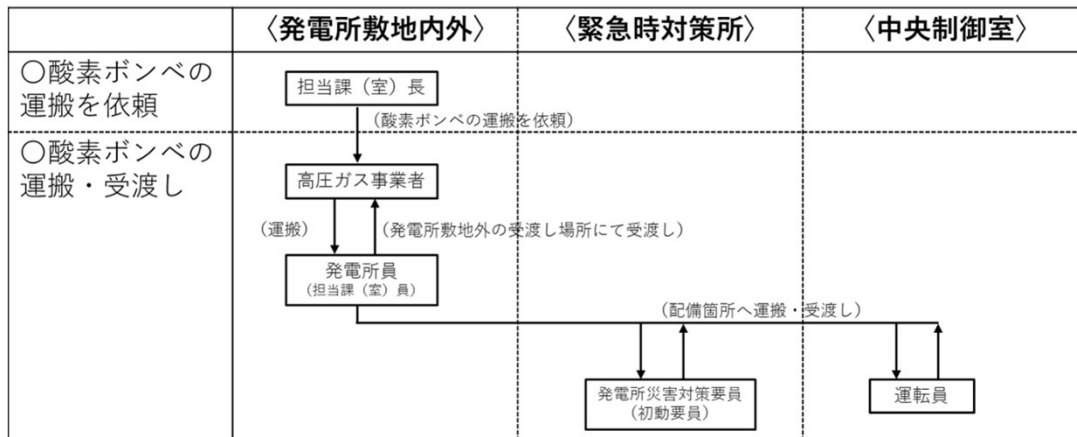 〈発電所敷地内外〉
〈緊急時対策所〉
〈中央制御室〉
〇酸素ボンベの
運搬を依頼
担当課（室）長
（酸素ボンベの運搬を依頼）
〇酸素ボンベの
運搬・受渡し
高圧ガス事業者
（運搬）
（発電所敷地外の受渡し場所にて受渡し）
発電所員
（担当課（室）員）
（配備箇所へ運搬・受渡し）
発電所災害対策要員
（初動要員）
運転員